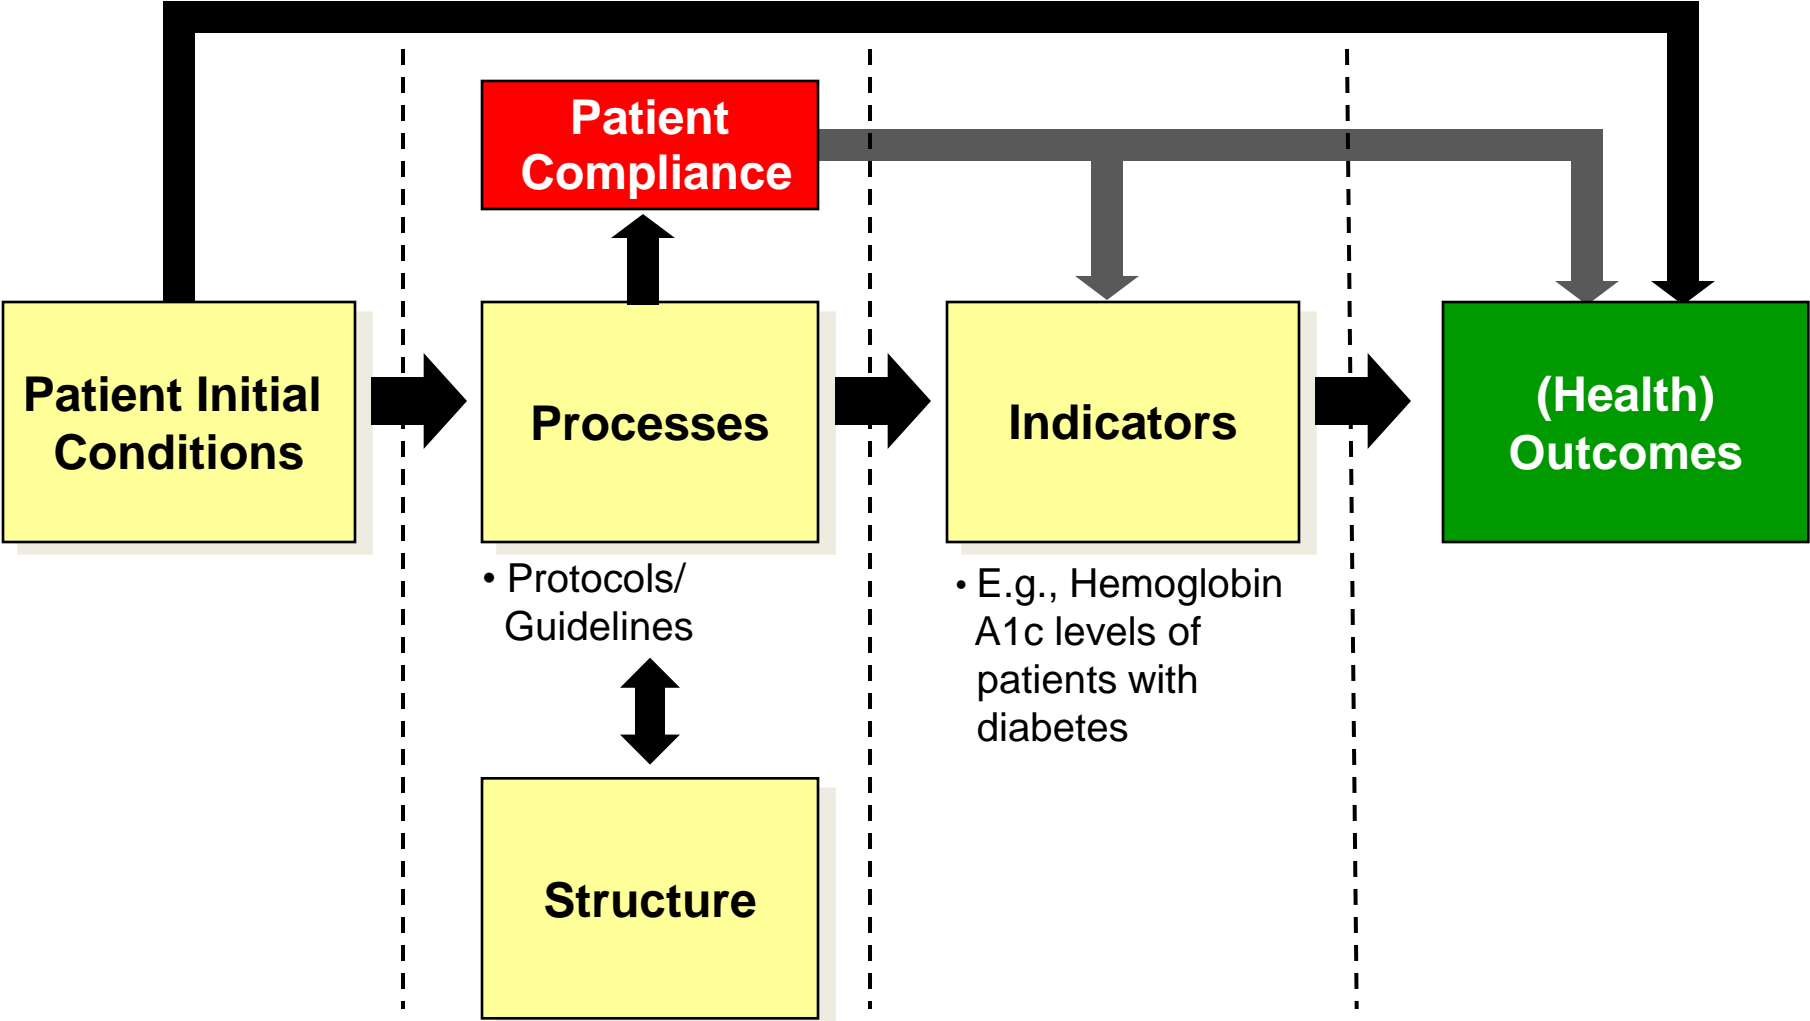 Patient
Compliance
Patient Initial
Conditions
Processes
Indicators
(Health)
Outcomes
• Protocols/
Guidelines
• E.g., Hemoglobin
A1c levels of
patients with
diabetes
Structure